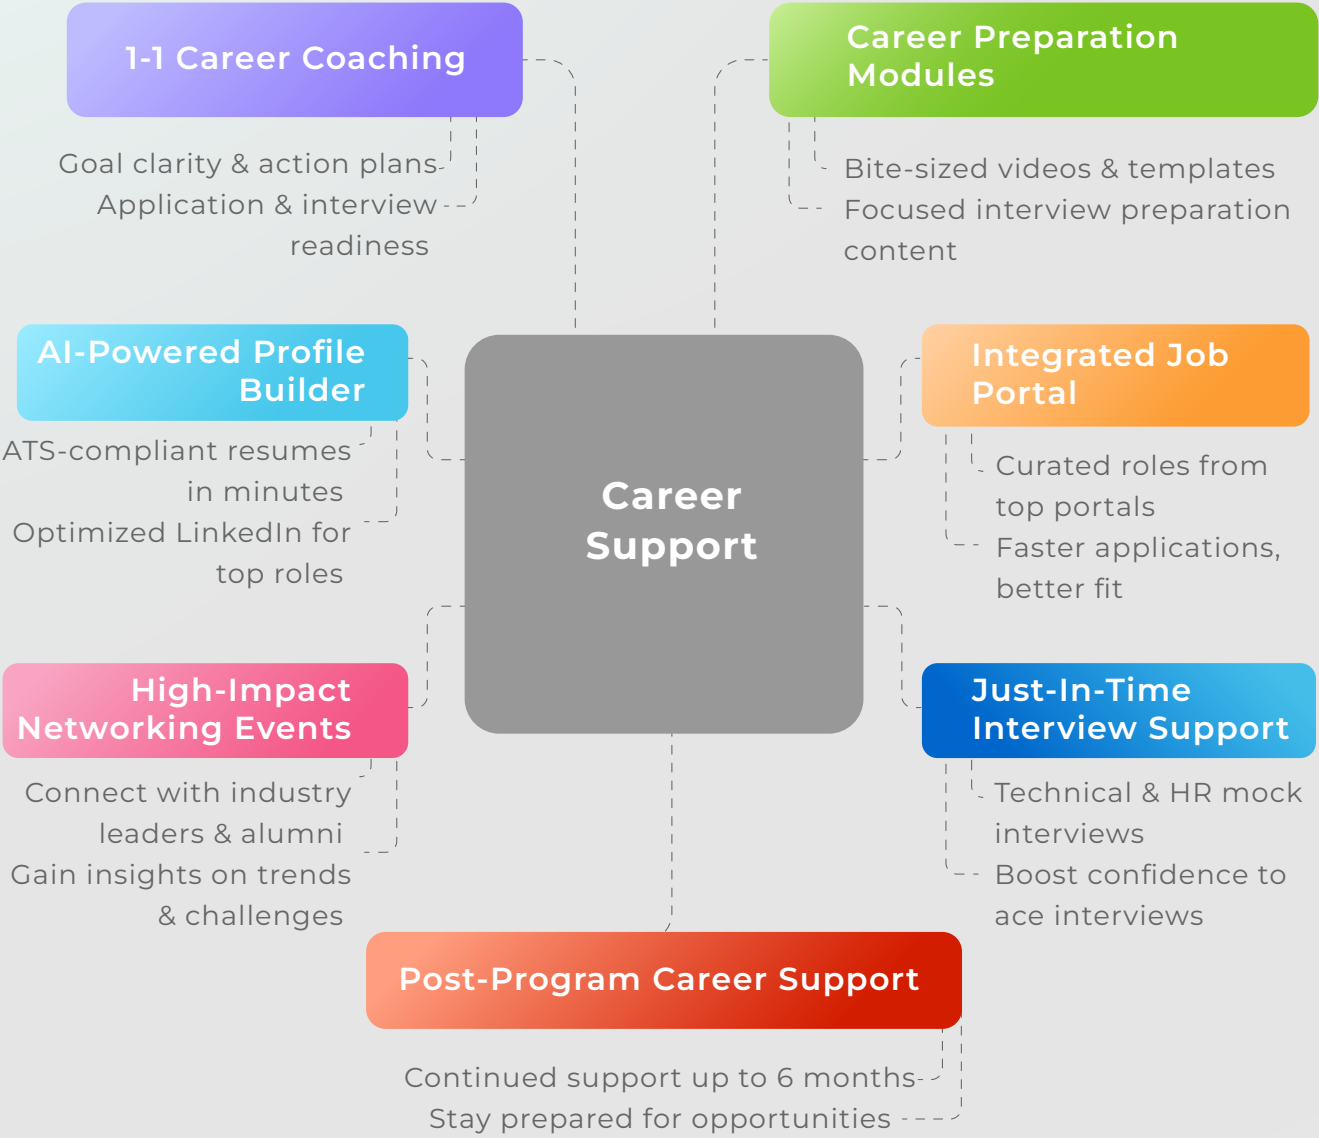 1-1 Career Coaching
Goal clarity & action plans
Application & interview
readiness
Career Preparation
Modules
Bite-sized videos & templates
Focused interview preparation
content
AI-Powered Profile
Builder
ATS-compliant resumes
in minutes
Optimized LinkedIn for
top roles
Career
Support
Integrated Job
Portal
Curated roles from
top portals
Faster applications,
better fit
High-Impact
Networking Events
Connect with industry
leaders & alumni
Gain insights on trends
& challenges
Just-In-Time
Interview Support
Technical & HR mock
interviews
Boost confidence to
ace interviews
Post-Program Career Support
Continued support up to 6 months
Stay prepared for opportunities